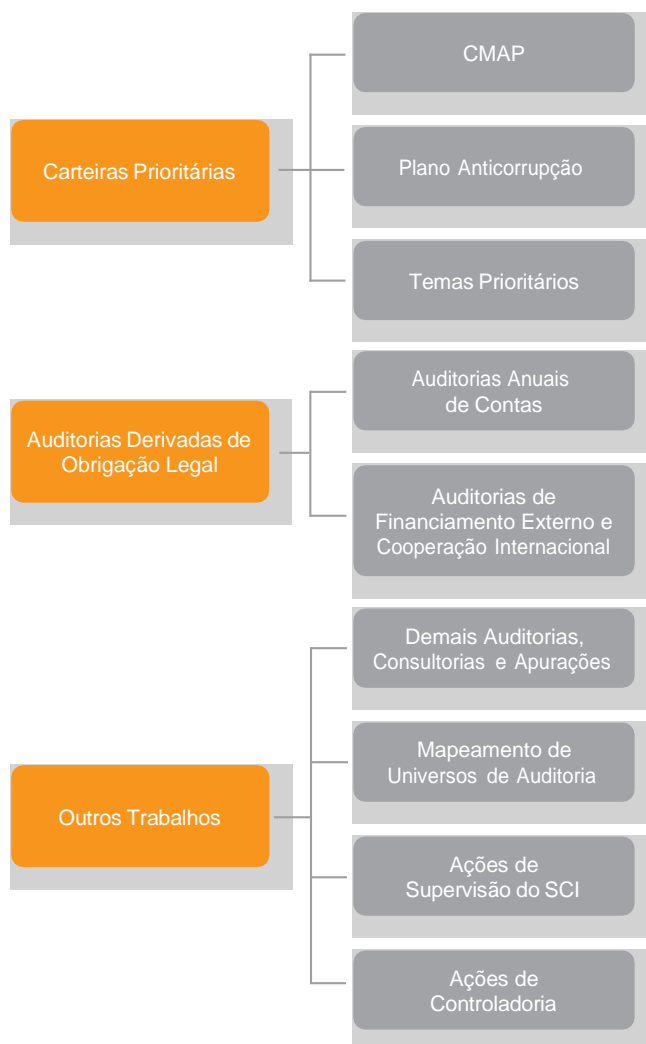 Carteiras Prioritárias
CMAP
Plano Anticorrupção
Temas Prioritários
Auditorias Derivadas de
Obrigação Legal
Auditorias Anuais
de Contas
Auditorias de
Financiamento Externo e
Cooperação Internacional
Outros Trabalhos
Demais Auditorias,
Consultorias e Apurações
Mapeamento de
Universos de Auditoria
Ações de
Supervisão do SCI
Ações de
Controladoria